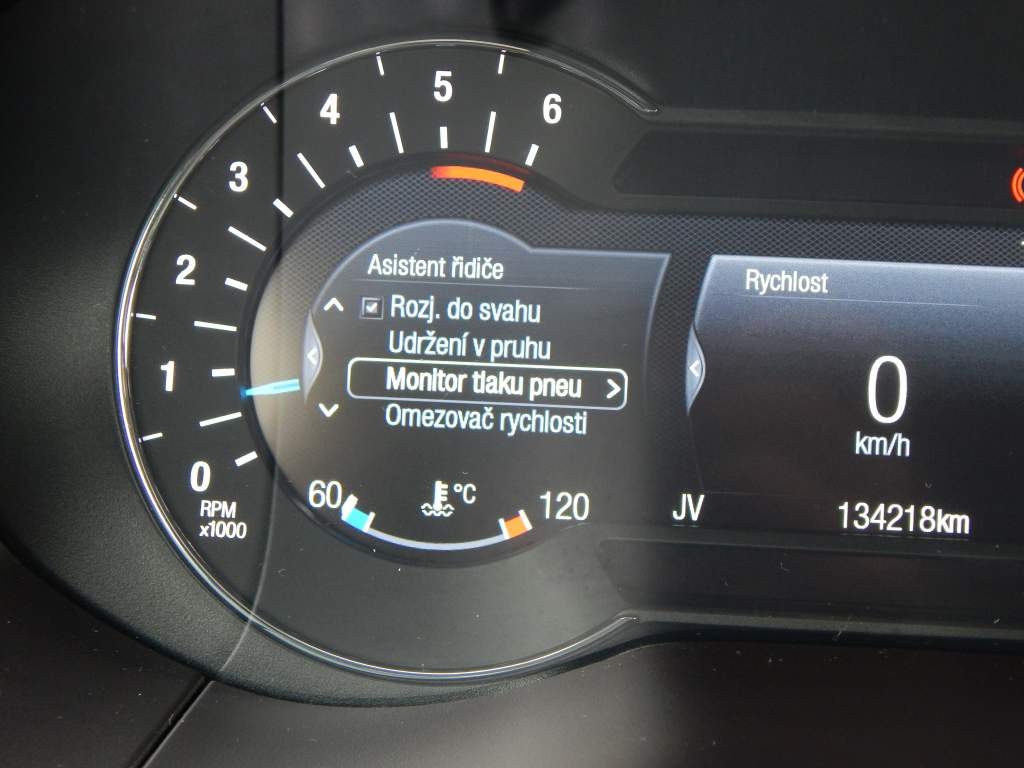 0
1
2
3
4
5
6
RPM
x1000
Asistent řidiče
Rozj. do svahu
Udržení v pruhu
Monitor tlaku pneu
Omezovač rychlosti
60
°C
120
Rychlost
0
km/h
JV
134218km